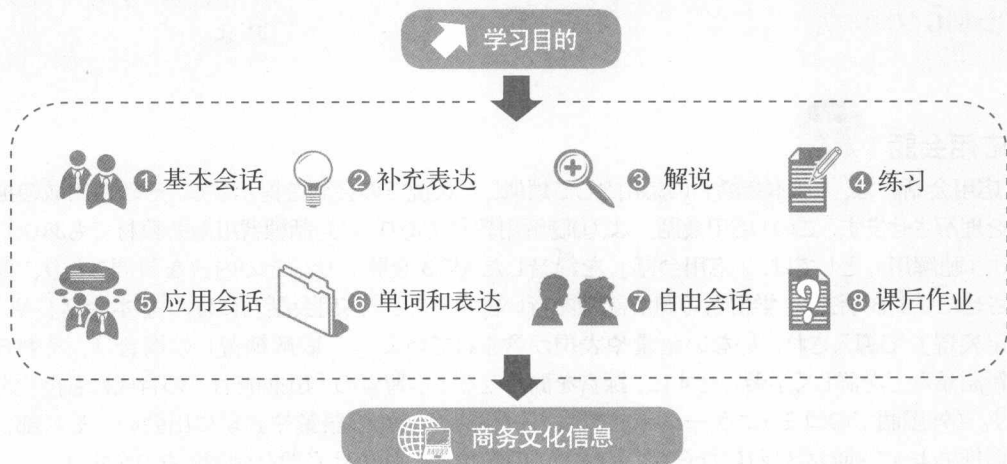 学习目的
❶ 基本会话 ❷ 补充表达 ❸ 解说 ❹ 练习
❺ 应用会话 ❻ 单词和表达 ❼ 自由会话 ❽ 课后作业
商务文化信息